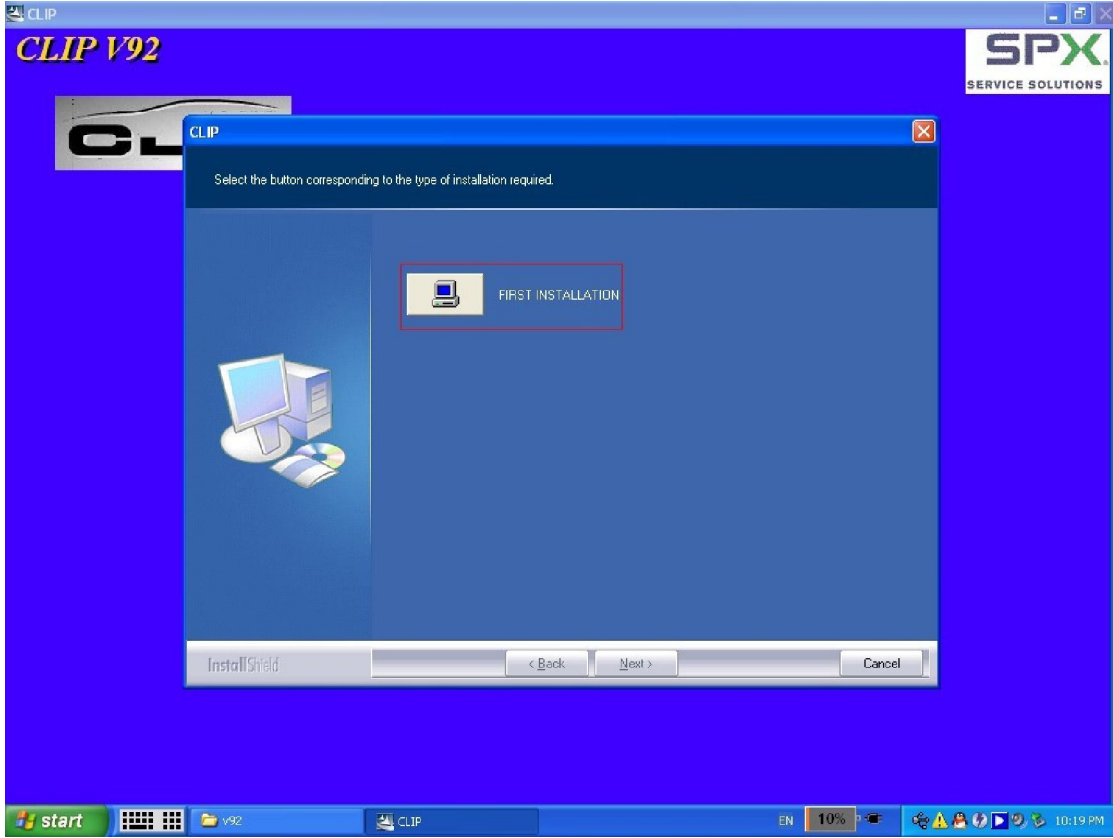 CLIP
CLIP V92
SPX
SERVICE SOLUTIONS
CL
CLIP
Select the button corresponding to the type of installation required.
FIRST INSTALLATION
InstallShield
< Back
Next >
Cancel
start
v92
CLIP
EN
10%
10:19 PM